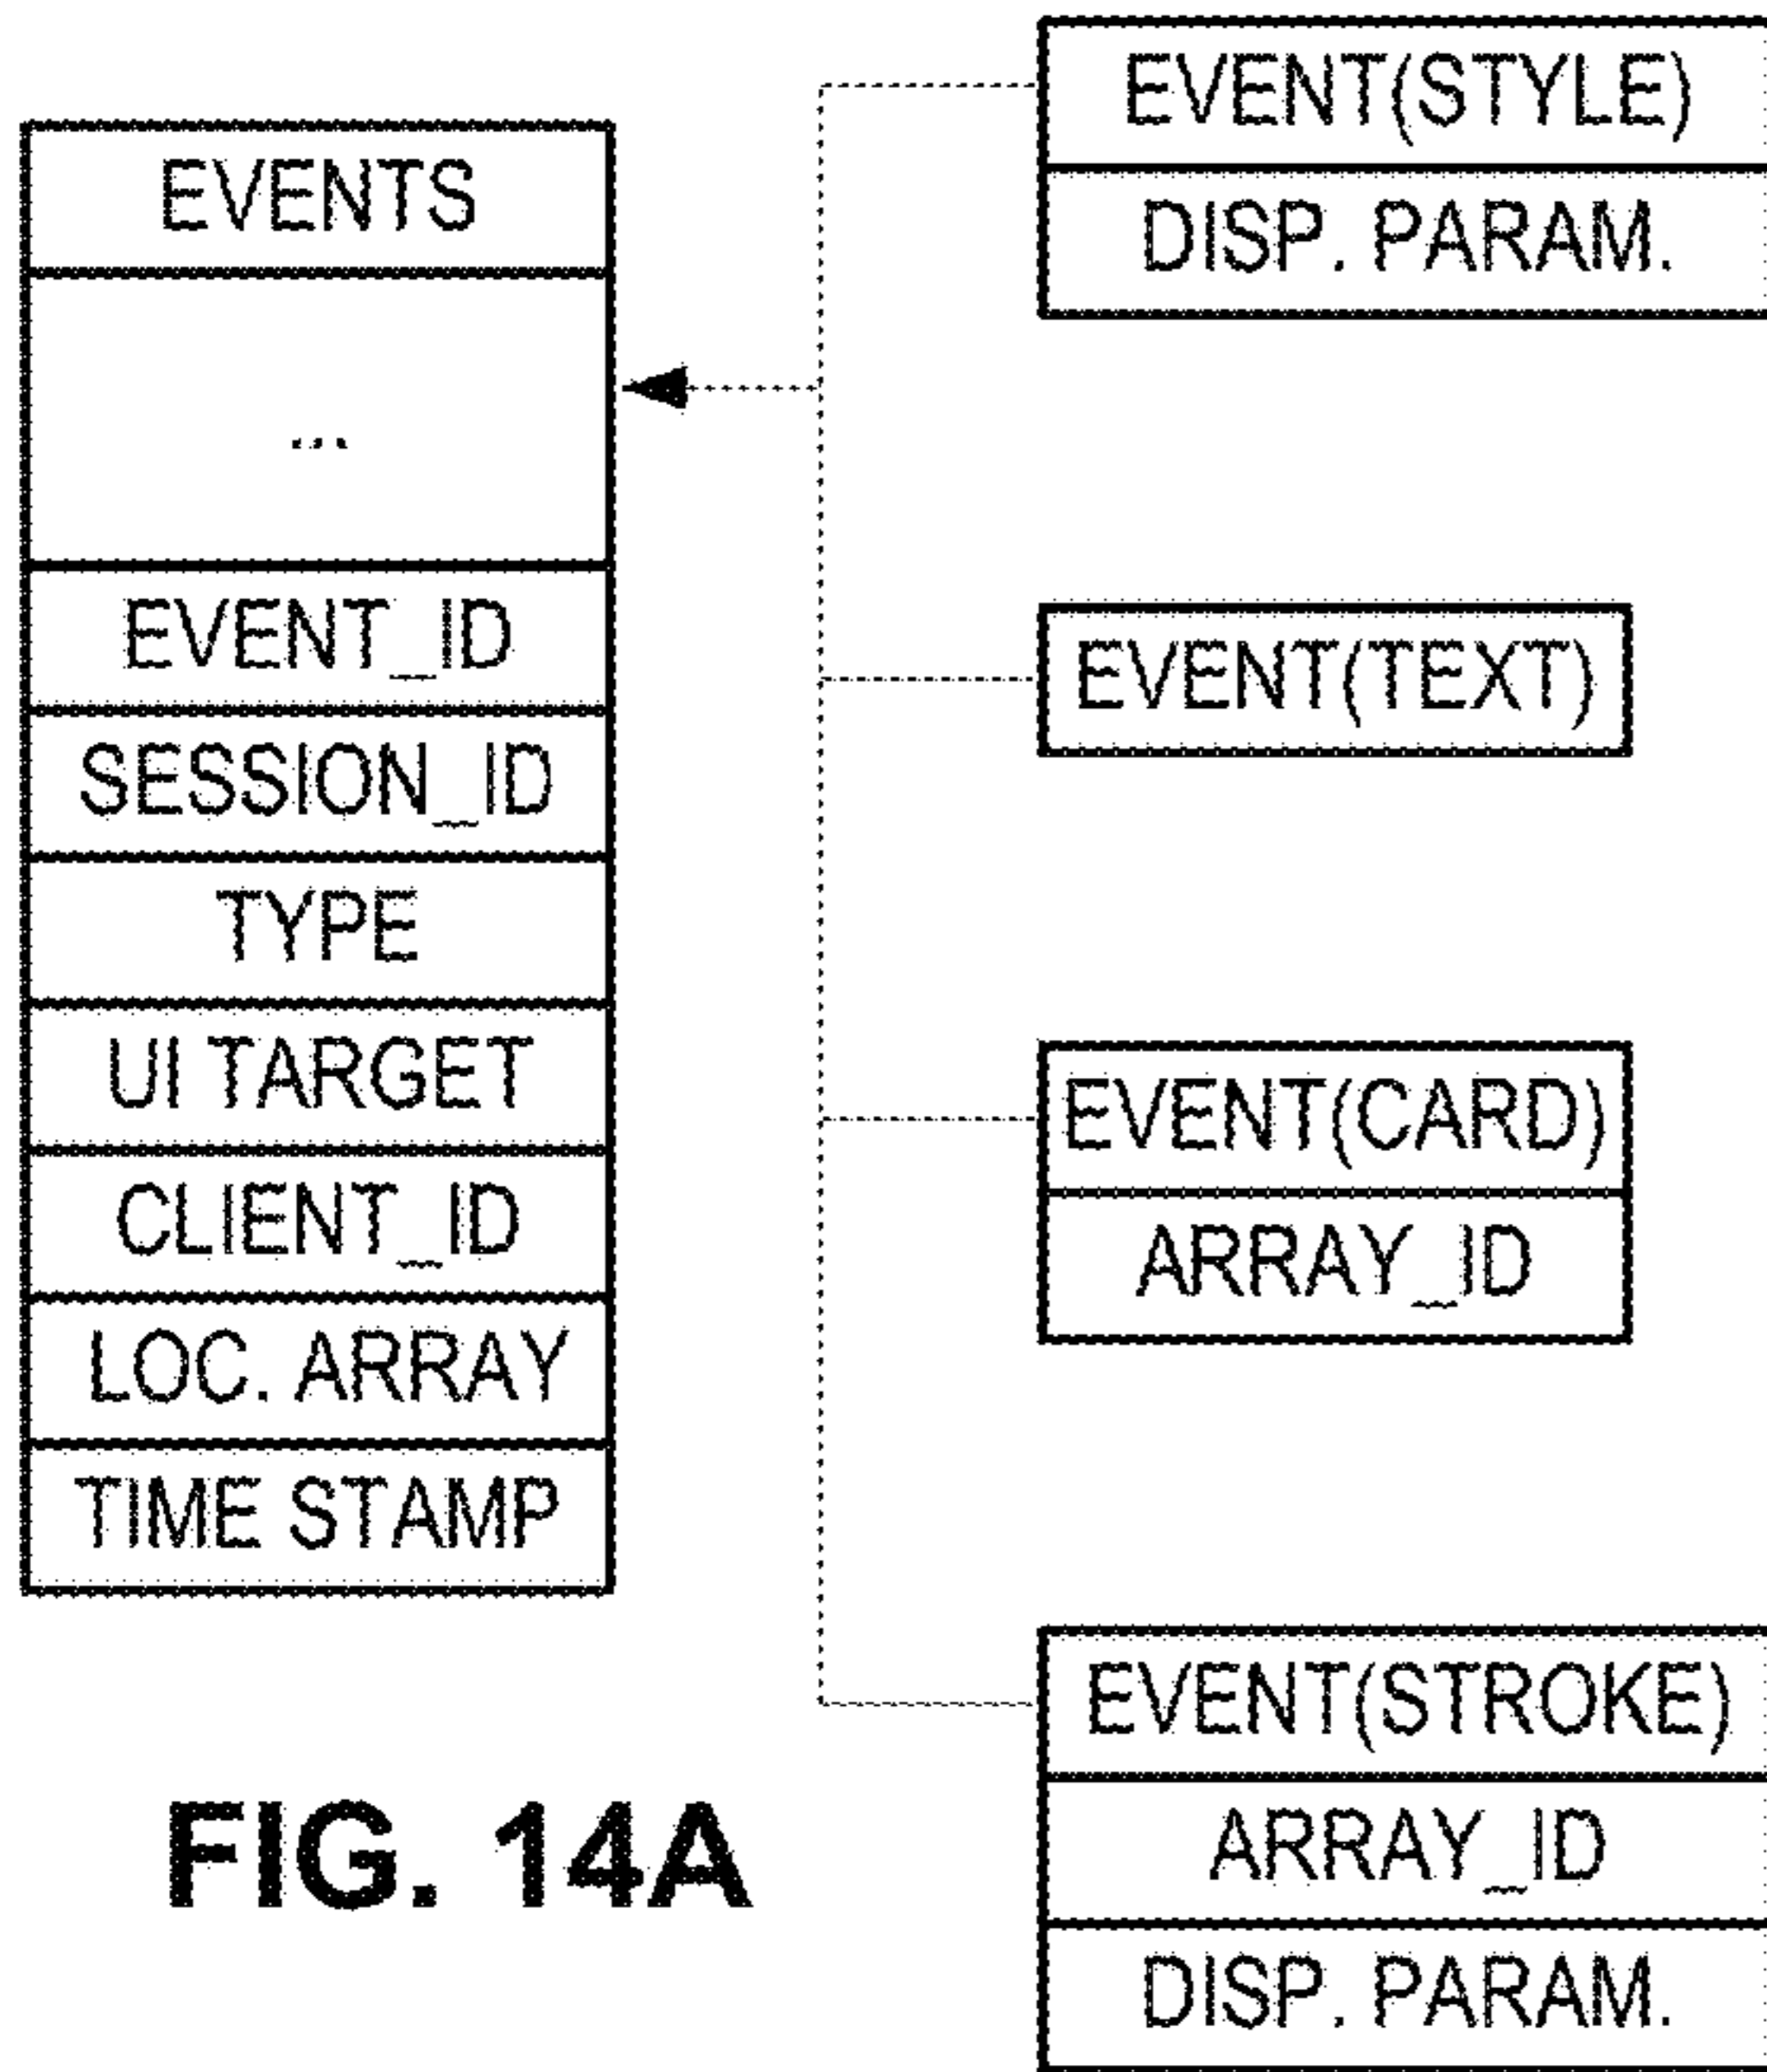 EVENTS
...
EVENT_ID
SESSION_ID
TYPE
UI TARGET
CLIENT_ID
LOC. ARRAY
TIME STAMP
EVENT(STYLE)
DISP. PARAM.
EVENT(TEXT)
EVENT(CARD)
ARRAY_ID
EVENT(STROKE)
ARRAY_ID
DISP. PARAM.
FIG. 14A